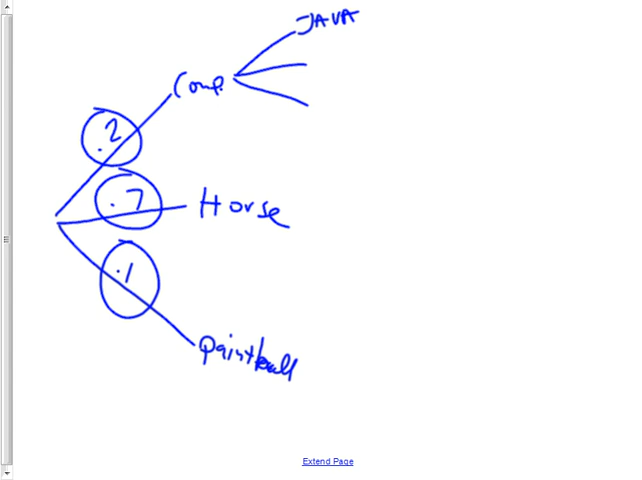 JAVA
Comp.
.2
.7
Horse
.1
paintball
Extend Page